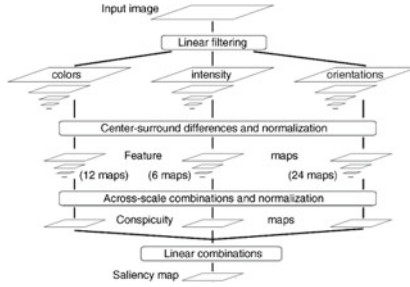 Input image
Linear filtering
colors intensity orientations
Center-surround differences and normalization
Feature maps
(12 maps) (6 maps) (24 maps)
Across-scale combinations and normalization
Conspicuity maps
Linear combinations
Saliency map